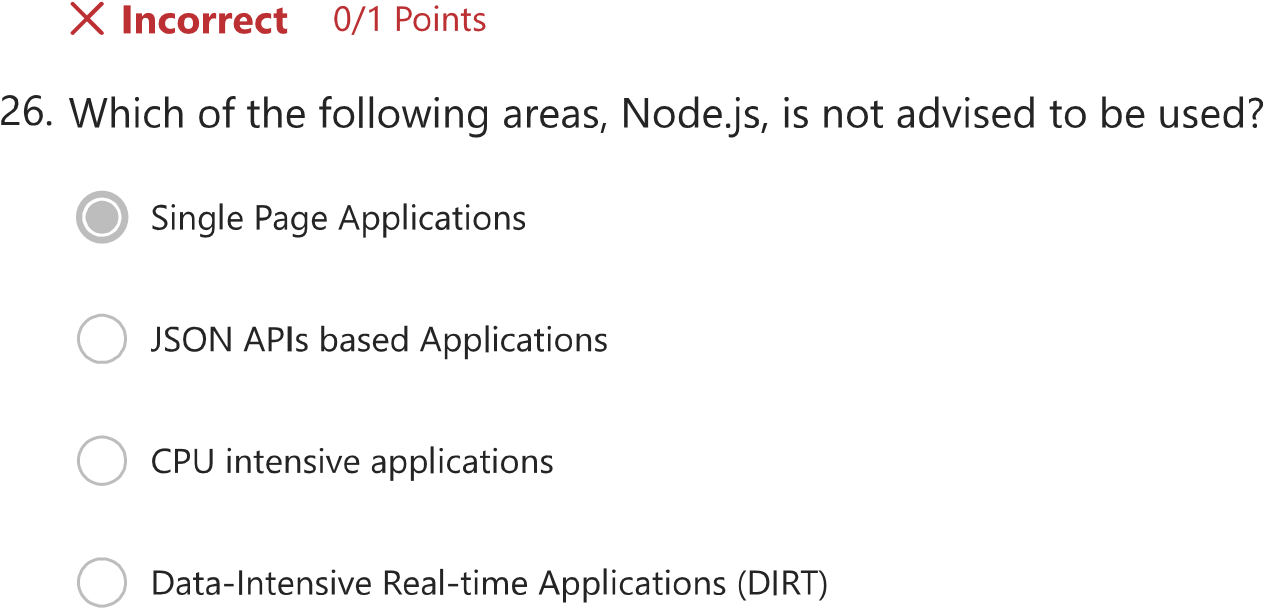 Incorrect 0/1 Points
26. Which of the following areas, Node.js, is not advised to be used?
Single Page Applications
JSON APIs based Applications
CPU intensive applications
Data-Intensive Real-time Applications (DIRT)